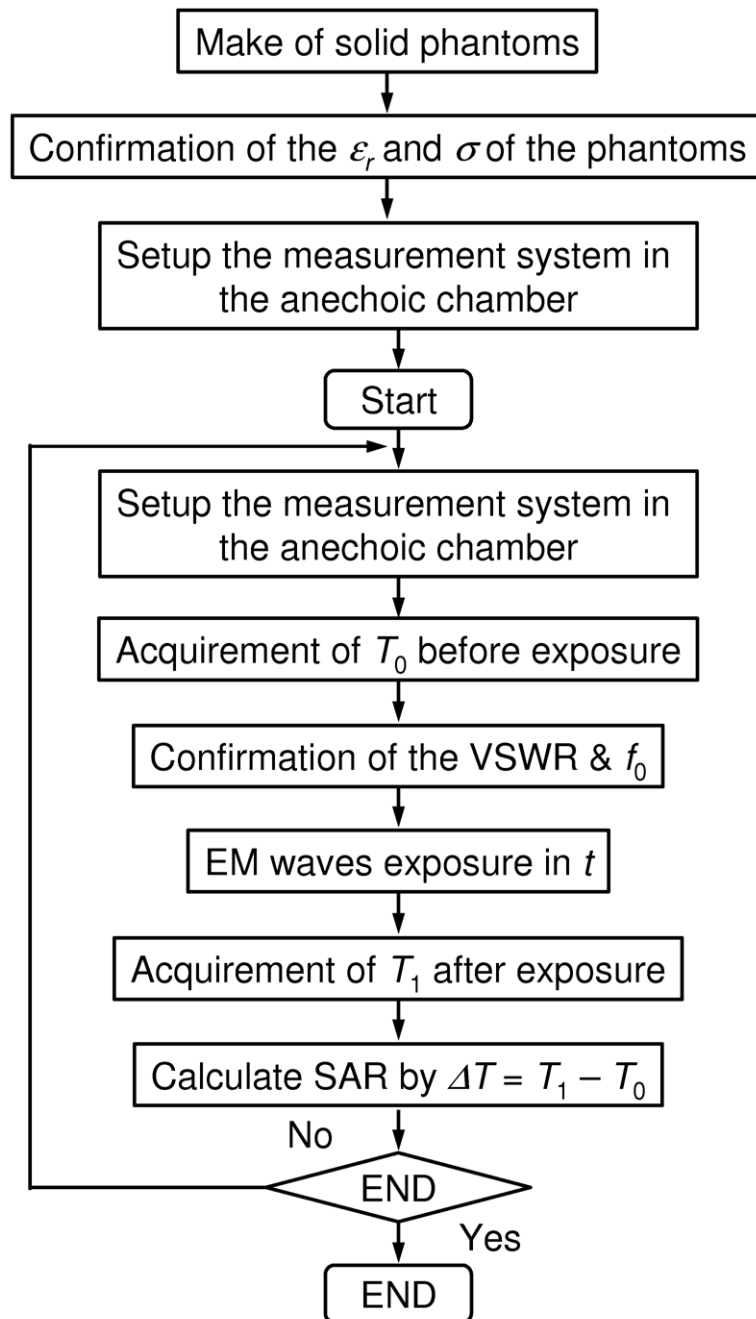 Make of solid phantoms
Confirmation of the εr and σ of the phantoms
Setup the measurement system in
the anechoic chamber
Start
Setup the measurement system in
the anechoic chamber
Acquirement of T0 before exposure
Confirmation of the VSWR & f0
EM waves exposure in t
Acquirement of T1 after exposure
Calculate SAR by ΔT = T1 – T0
No
END
Yes
END